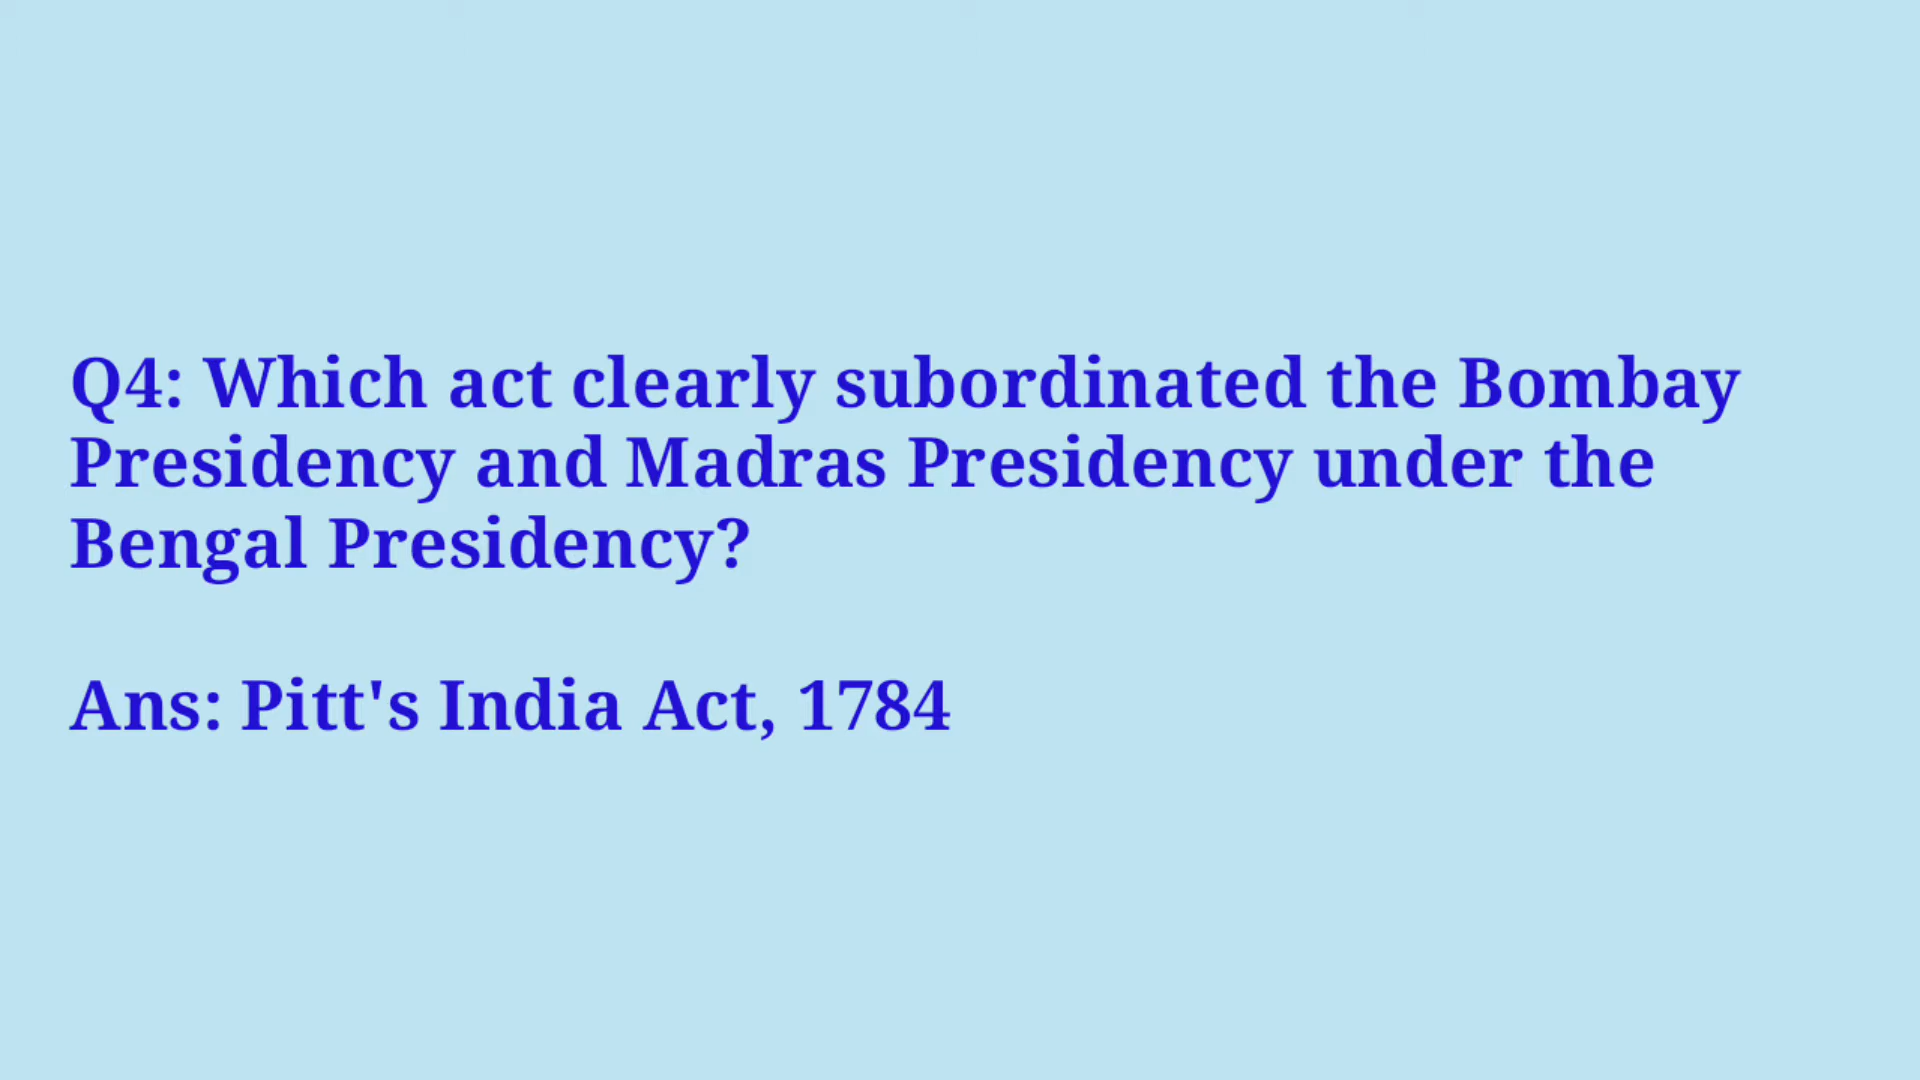 Q4: Which act clearly subordinated the Bombay
Presidency and Madras Presidency under the
Bengal Presidency?
Ans: Pitt's India Act, 1784